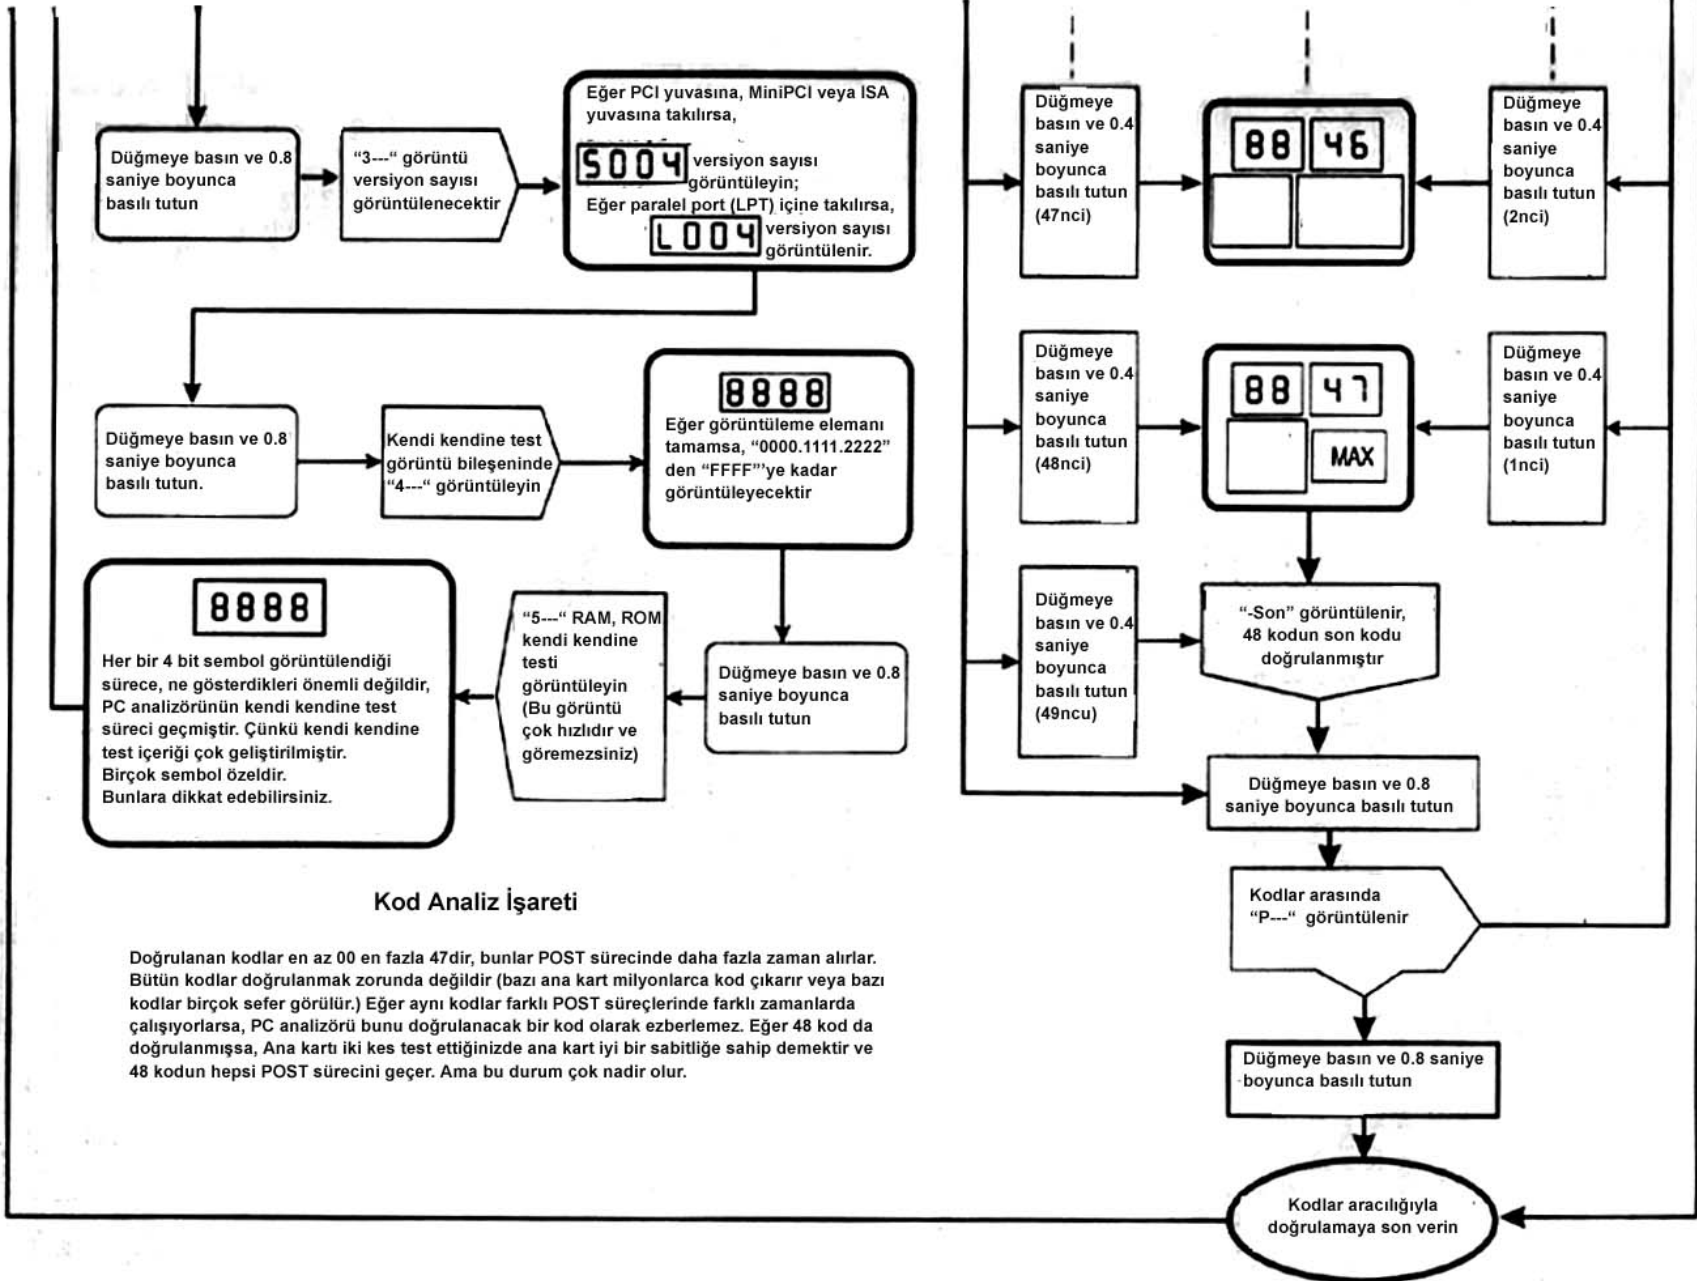 Düğmeye basın ve 0.8
saniye boyunca
basılı tutun
“3---“ görüntü
versiyon sayısı
görüntülenecektir
Eğer PCI yuvasına, MiniPCI veya ISA
yuvasına takılırsa,
5004 versiyon sayısı
görüntüleyin;
Eğer paralel port (LPT) içine takılırsa,
L004 versiyon sayısı
görüntülenir.
Düğmeye basın ve 0.8
saniye boyunca
basılı tutun.
Kendi kendine test
görüntü bileşeninde
“4---“ görüntüleyin
8888
Eğer görüntüleme elemanı
tamamsa, “0000.1111.2222”
den “FFFF”’ye kadar
görüntüleyecektir
Düğmeye basın ve 0.8
saniye boyunca
basılı tutun
“5---“ RAM, ROM
kendi kendine
testi
görüntüleyin
(Bu görüntü
çok hızlıdır ve
göremezsiniz)
8888
Her bir 4 bit sembol görüntülendiği
sürece, ne gösterdikleri önemli değildir,
PC analizörünün kendi kendine test
süreci geçmiştir. Çünkü kendi kendine
test içeriği çok geliştirilmiştir.
Birçok sembol özeldir.
Bunlara dikkat edebilirsiniz.
Kod Analiz İşareti
Doğrulanan kodlar en az 00 en fazla 47dir, bunlar POST sürecinde daha fazla zaman alırlar.
Bütün kodlar doğrulanmak zorunda değildir (bazı ana kart milyonlarca kod çıkarır veya bazı
kodlar birçok sefer görülür.) Eğer aynı kodlar farklı POST süreçlerinde farklı zamanlarda
çalışıyorlarsa, PC analizörü bunu doğrulanacak bir kod olarak ezberlemez. Eğer 48 kod da
doğrulanmışsa, Ana kartı iki kes test ettiğinizde ana kart iyi bir sabitliğe sahip demektir ve
48 kodun hepsi POST sürecini geçer. Ama bu durum çok nadir olur.
Düğmeye
basın ve 0.4
saniye
boyunca
basılı tutun
(47nci)
88 46
Düğmeye
basın ve 0.4
saniye
boyunca
basılı tutun
(2nci)
Düğmeye
basın ve 0.4
saniye
boyunca
basılı tutun
(48nci)
88 47
MAX
Düğmeye
basın ve 0.4
saniye
boyunca
basılı tutun
(1nci)
Düğmeye
basın ve 0.4
saniye
boyunca
basılı tutun
(49ncu)
“-Son” görüntülenir,
48 kodun son kodu
doğrulanmıştır
Düğmeye basın ve 0.8
saniye boyunca basılı tutun
Kodlar arasında
“P---“ görüntülenir
Düğmeye basın ve 0.8 saniye
boyunca basılı tutun
Kodlar aracılığıyla
doğrulamaya son verin